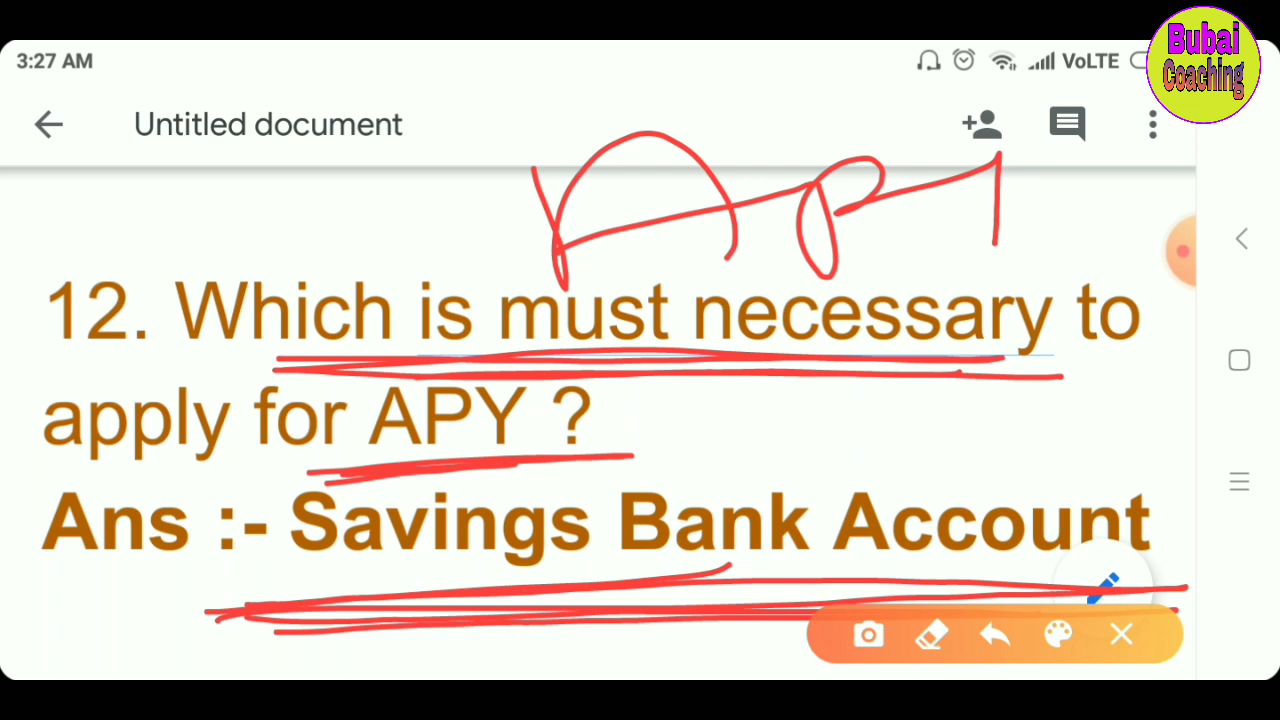 Bubai
Coaching
3:27 AM
VoLTE
Untitled document
12. Which is must necessary to
apply for APY ?
Ans :- Savings Bank Account